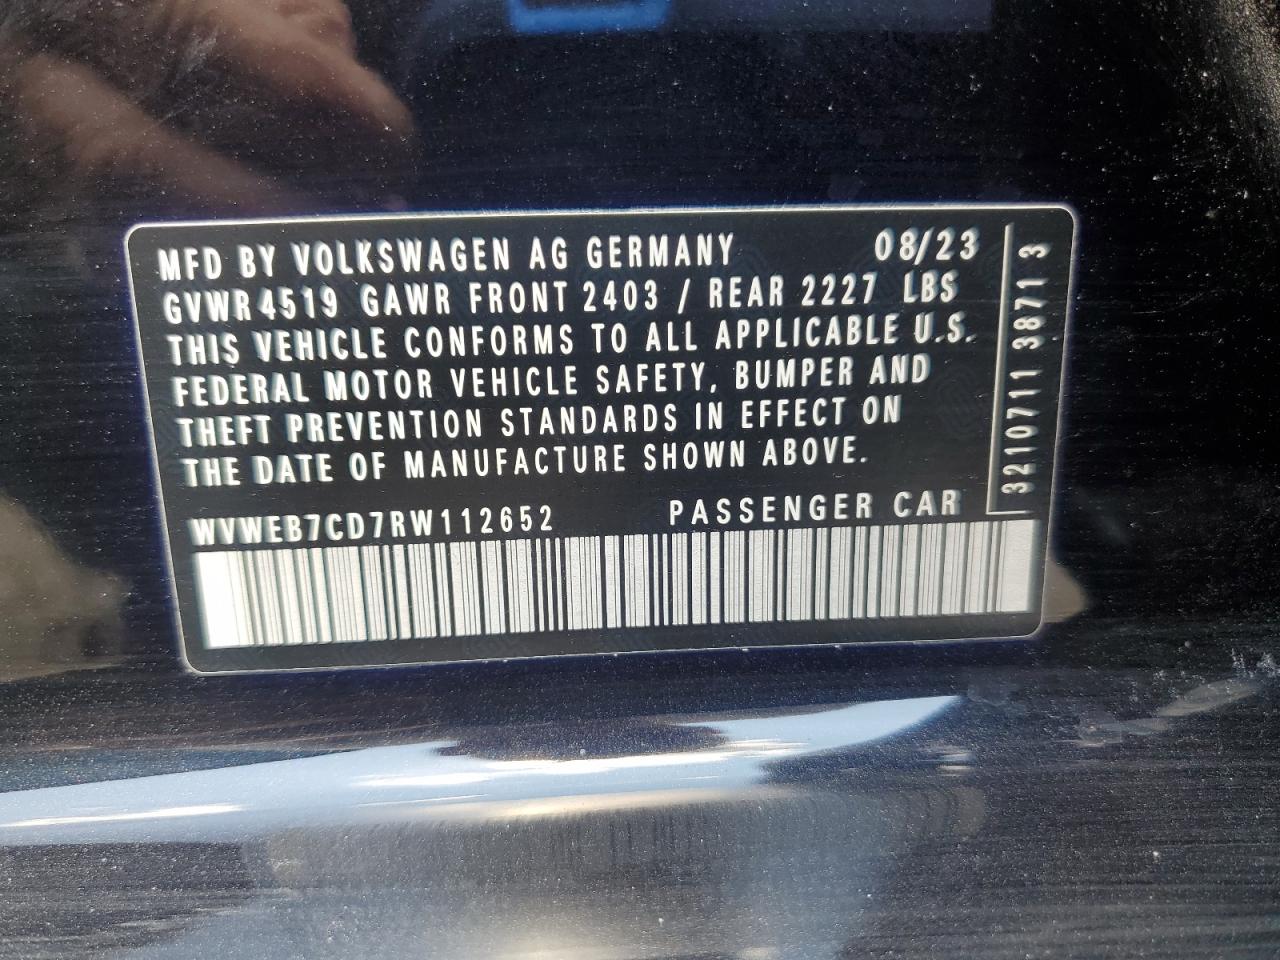 MFD BY VOLKSWAGEN AG GERMANY 08/23
GVWR 4519 GAWR FRONT 2403 / REAR 2227 LBS
THIS VEHICLE CONFORMS TO ALL APPLICABLE U.S.
FEDERAL MOTOR VEHICLE SAFETY, BUMPER AND
THEFT PREVENTION STANDARDS IN EFFECT ON
THE DATE OF MANUFACTURE SHOWN ABOVE.
WVWEB7CD7RW112652 PASSENGER CAR
3210711 3871 3